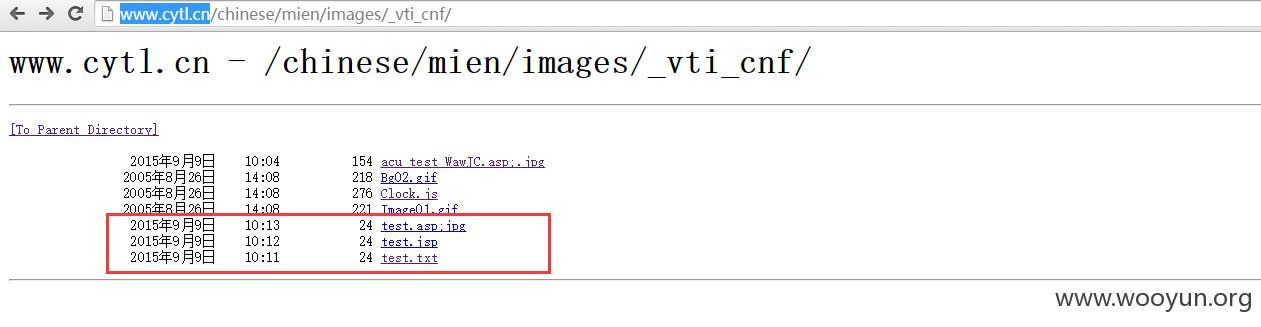 www.cytl.cn/chinese/mien/images/_vti_cnf/
www.cytl.cn - /chinese/mien/images/_vti_cnf/
[To Parent Directory]
2015年9月9日 10:04 154 acu test WawJC.asp;.jpg
2005年8月26日 14:08 218 Bg02.gif
2005年8月26日 14:08 276 Clock.js
2005年8月26日 14:08 221 Image01.gif
2015年9月9日 10:13 24 test.asp;jpg
2015年9月9日 10:12 24 test.jsp
2015年9月9日 10:11 24 test.txt
www.wooyun.org